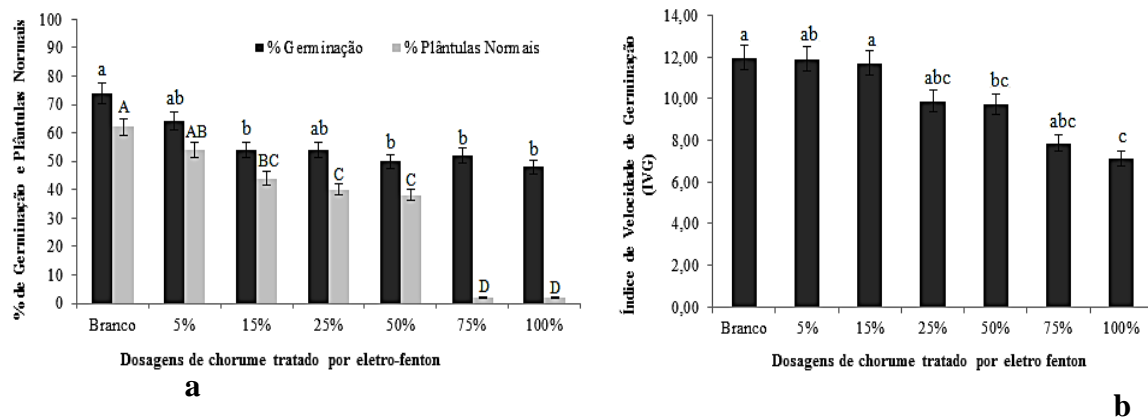 % de Germinação e Plântulas Normais
100
90
80
70
60
50
40
30
20
10
0
% Germinação
% Plântulas Normais
a
A
ab
AB
b
BC
ab
C
b
C
b
D
b
D
Branco
5%
15%
25%
50%
75%
100%
Dosagens de chorume tratado por eletro-fenton
a
Índice de Velocidade de Germinação
(IVG)
14,00
12,00
10,00
8,00
6,00
4,00
2,00
0,00
a
ab
a
abc
bc
abc
c
Branco
5%
15%
25%
50%
75%
100%
Dosagens de chorume tratado por eletro fenton
b